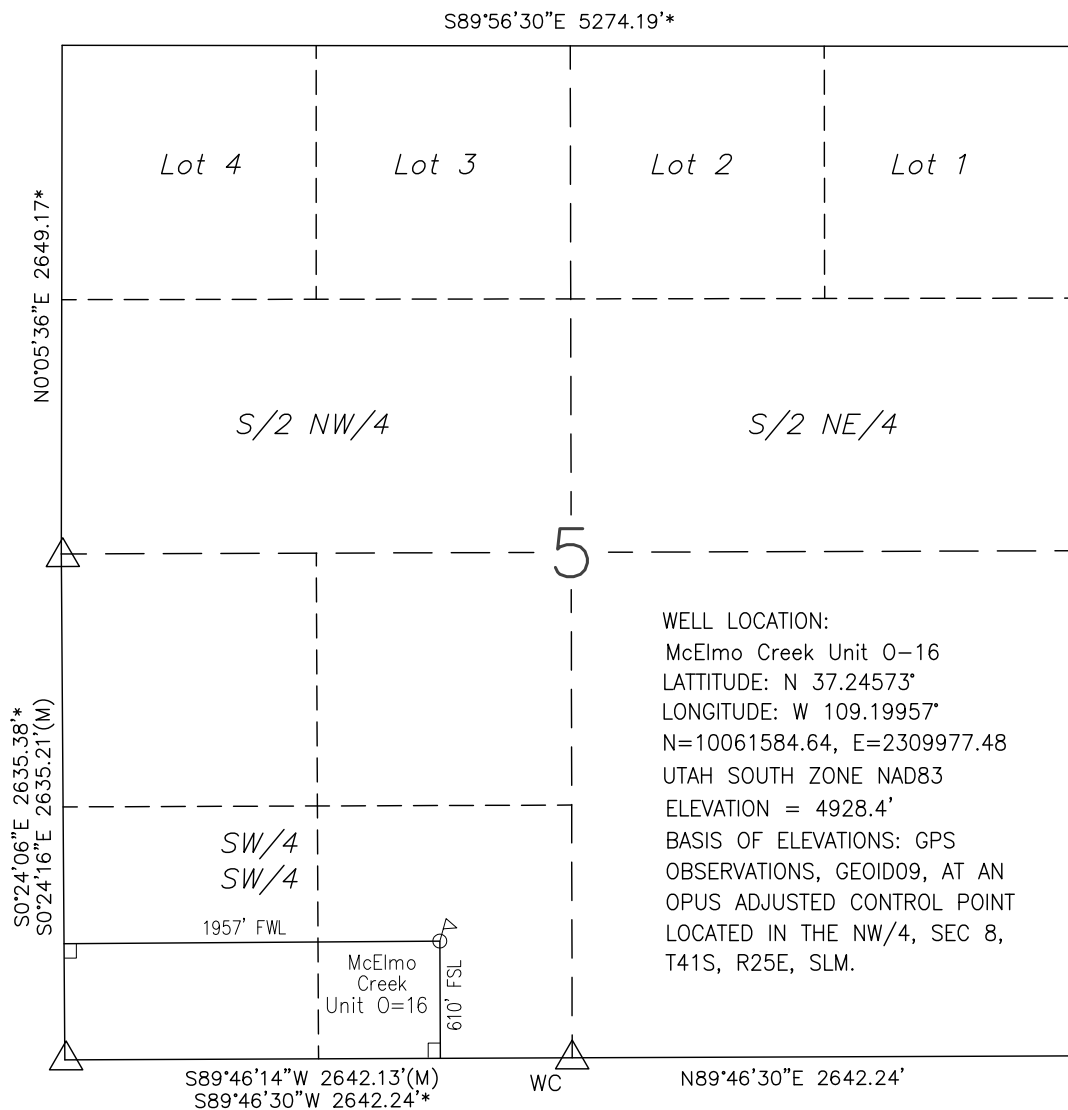 S89°56'30"E 5274.19'*
Lot 4
Lot 3
Lot 2
Lot 1
N0°05'36"E 2649.17*
S/2 NW/4
S/2 NE/4
5
WELL LOCATION:
McElmo Creek Unit O-16
LATTITUDE: N 37.24573°
LONGITUDE: W 109.19957°
N=10061584.64, E=2309977.48
UTAH SOUTH ZONE NAD83
ELEVATION = 4928.4'
BASIS OF ELEVATIONS: GPS
OBSERVATIONS, GEOID09, AT AN
OPUS ADJUSTED CONTROL POINT
LOCATED IN THE NW/4, SEC 8,
T41S, R25E, SLM.
S0°24'06"E 2635.38'*
S0°24'16"E 2635.21'(M)
SW/4
SW/4
1957' FWL
McElmo
Creek
Unit O=16
610' FSL
S89°46'14"W 2642.13'(M)
S89°46'30"W 2642.24'*
WC
N89°46'30"E 2642.24'